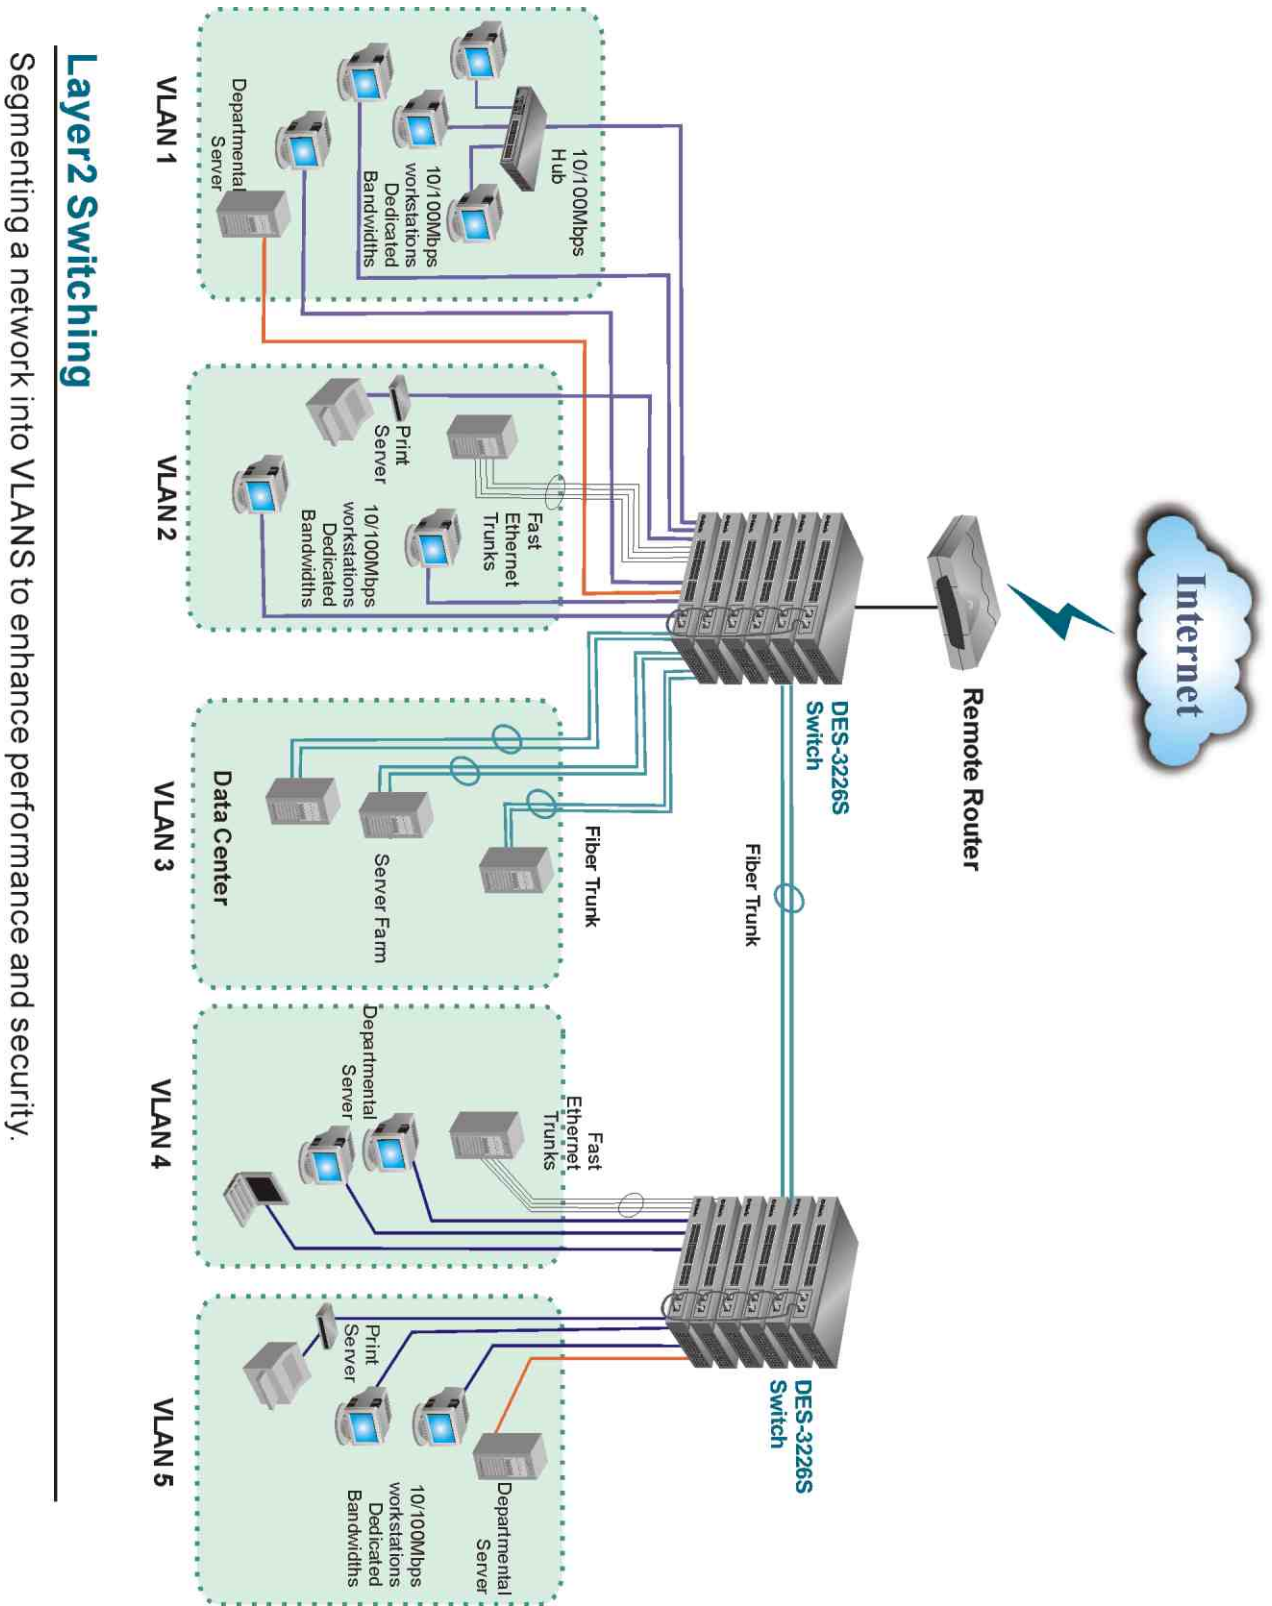 Internet
Remote Router
DES-3226S
Switch
Fiber Trunk
DES-3226S
Switch
10/100Mbps
Hub
10/100Mbps
workstations
Dedicated
Bandwidths
Departmental
Server
VLAN 1
Fast
Ethernet
Trunks
Print
Server
10/100Mbps
workstations
Dedicated
Bandwidths
VLAN 2
Fiber Trunk
Server Farm
Data Center
VLAN 3
Fast
Ethernet
Trunks
Departmental
Server
VLAN 4
Departmental
Server
Print
Server
10/100Mbps
workstations
Dedicated
Bandwidths
VLAN 5
Layer2 Switching
Segmenting a network into VLANS to enhance performance and security.